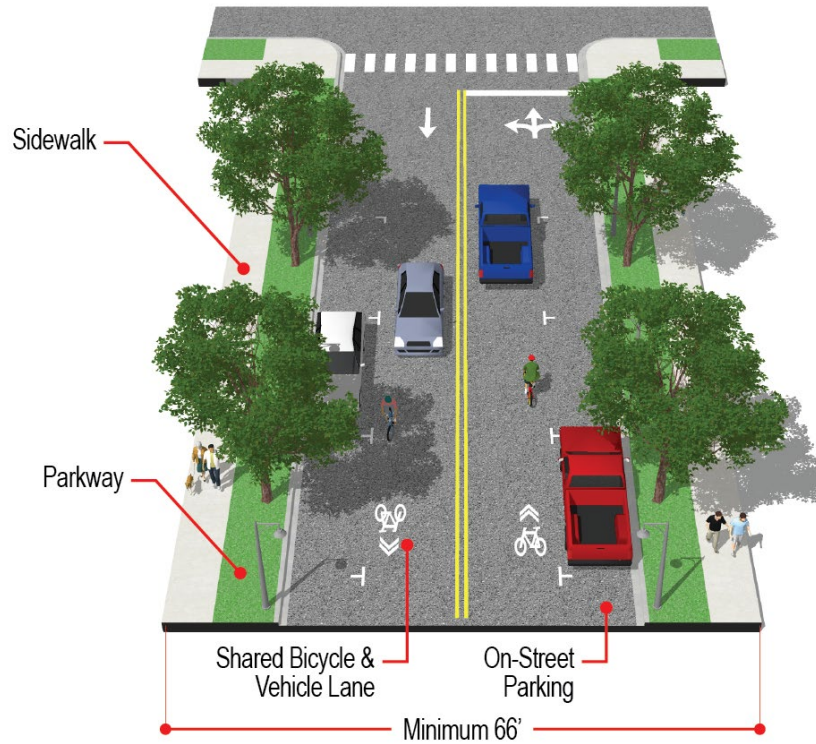 Sidewalk
Parkway
Shared Bicycle &
Vehicle Lane
On-Street
Parking
Minimum 66’